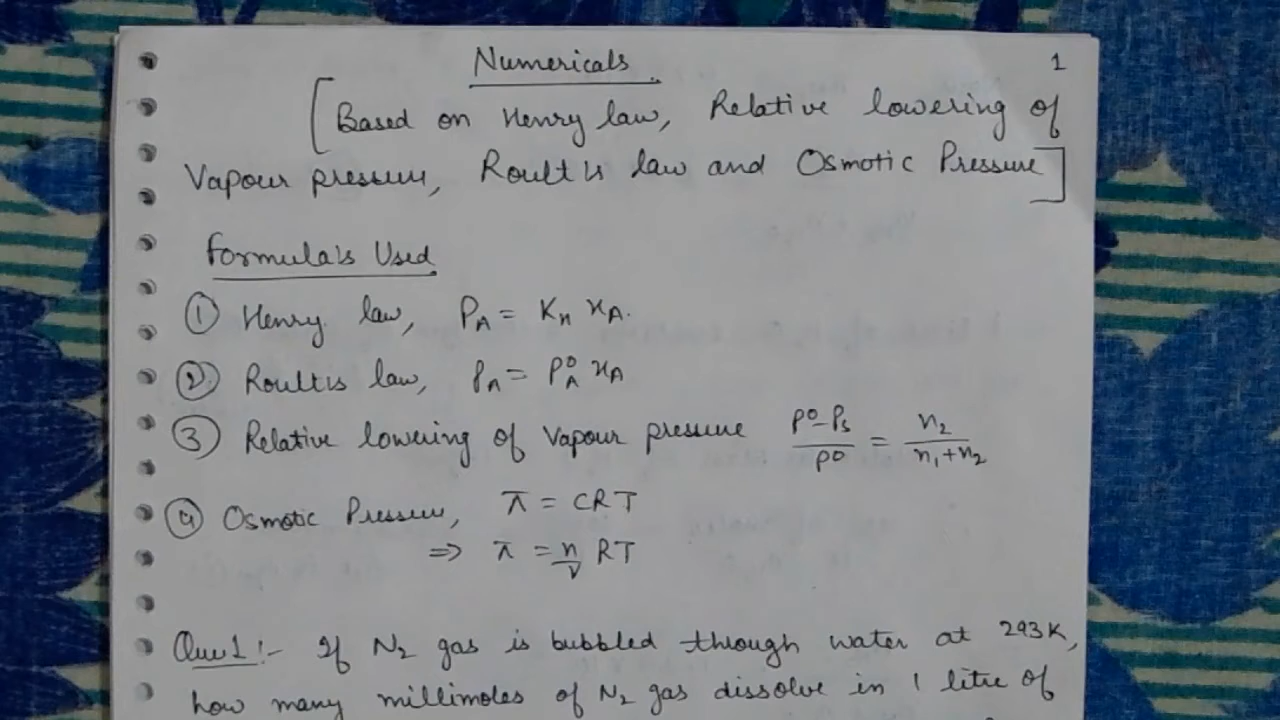 Numericals
1
[Based on Henry law, Relative lowering of
Vapour pressure, Roult's law and Osmotic Pressure]
Formula's Used
① Henry law, PA = KH xA.
② Roult's law, PA = P°A xA
③ Relative lowering of Vapour pressure P°-Ps/P° = n2/n1+n2
④ Osmotic Pressure, π = CRT
⇒ π = n/V RT
Que1:- If N2 gas is bubbled through water at 293K,
how many millimoles of N2 gas dissolve in 1 litre of